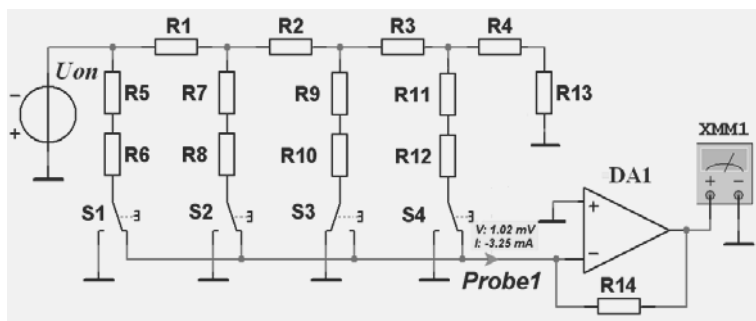 R1
R2
R3
R4
Uon
-
+
R5
R7
R9
R11
R13
R6
R8
R10
R12
XMM1
+ -
DA1
S1
S2
S3
S4
V: 1.02 mV
I: -3.25 mA
+
-
Probe1
R14